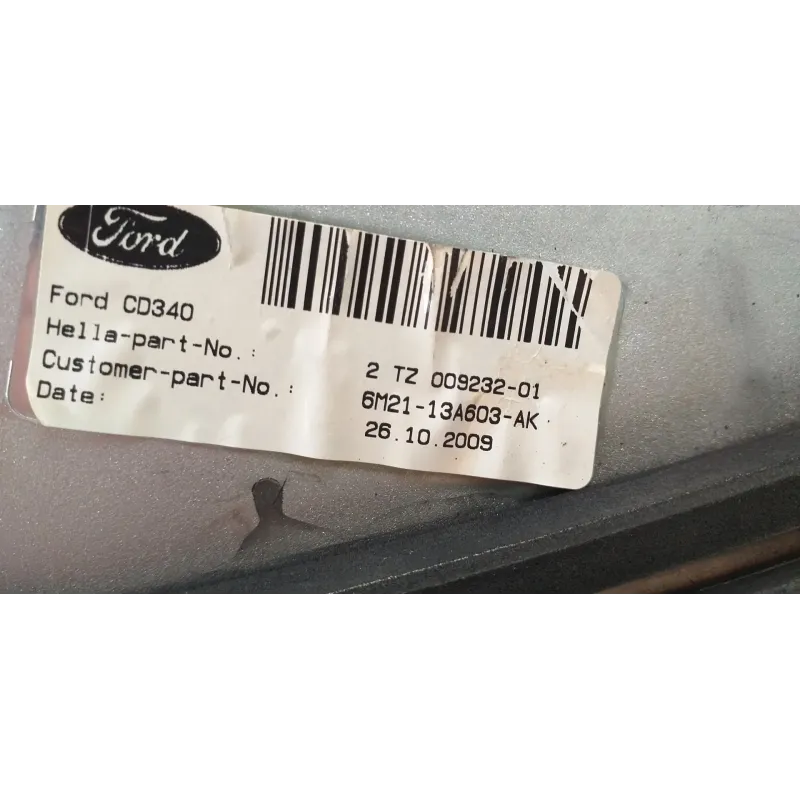 Ford
Ford CD340
Hella-part-No.: 2 TZ 009232-01
Customer-part-No.: 6M21-13A603-AK
Date: 26.10.2009